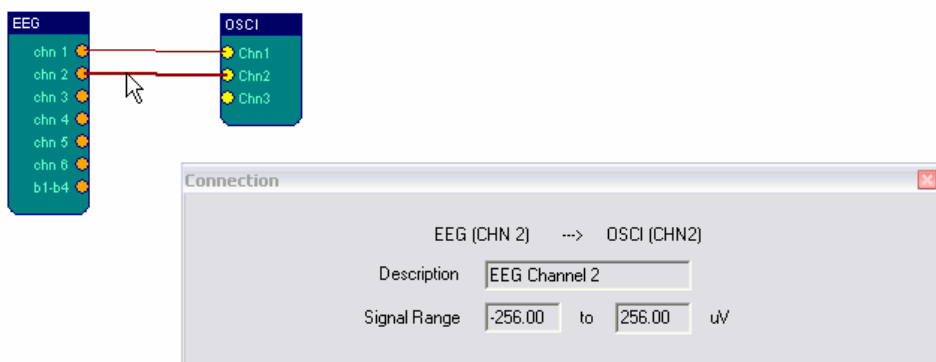 EEG
chn 1
chn 2
chn 3
chn 4
chn 5
chn 6
b1-b4
OSCI
Chn1
Chn2
Chn3
Connection
EEG (CHN 2) ---> OSCI (CHN2)
Description EEG Channel 2
Signal Range -256.00 to 256.00 uV